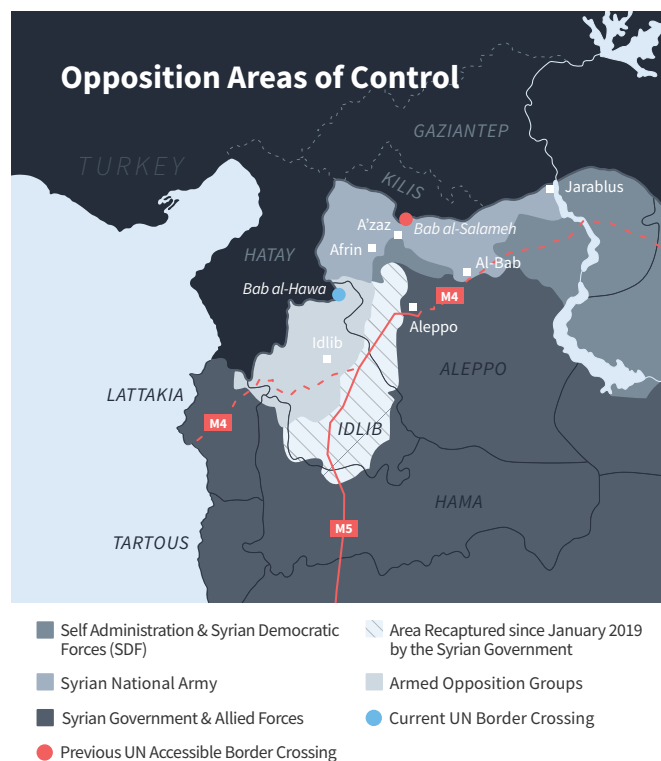 Opposition Areas of Control
GAZIANTEP
TURKEY
KILIS
Jarablus
A'zaz
Bab al-Salameh
Afrin
HATAY
Al-Bab
Bab al-Hawa
M4
Aleppo
Idlib
ALEPPO
LATTAKIA
M4
IDLIB
HAMA
M5
TARTOUS
Self Administration & Syrian Democratic
Forces (SDF)
Syrian National Army
Syrian Government & Allied Forces
Previous UN Accessible Border Crossing
Area Recaptured since January 2019
by the Syrian Government
Armed Opposition Groups
Current UN Border Crossing